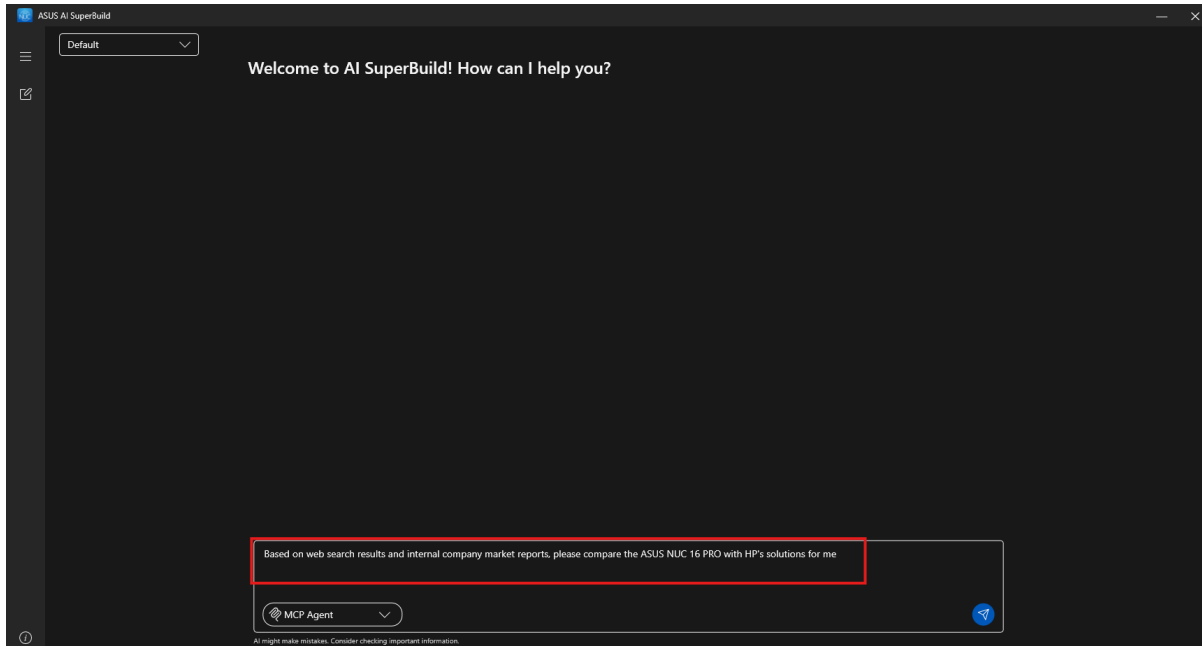 ASUS AI SuperBuild
Default
Welcome to AI SuperBuild! How can I help you?
Based on web search results and internal company market reports, please compare the ASUS NUC 16 PRO with HP's solutions for me
MCP Agent
AI might make mistakes. Consider checking important information.